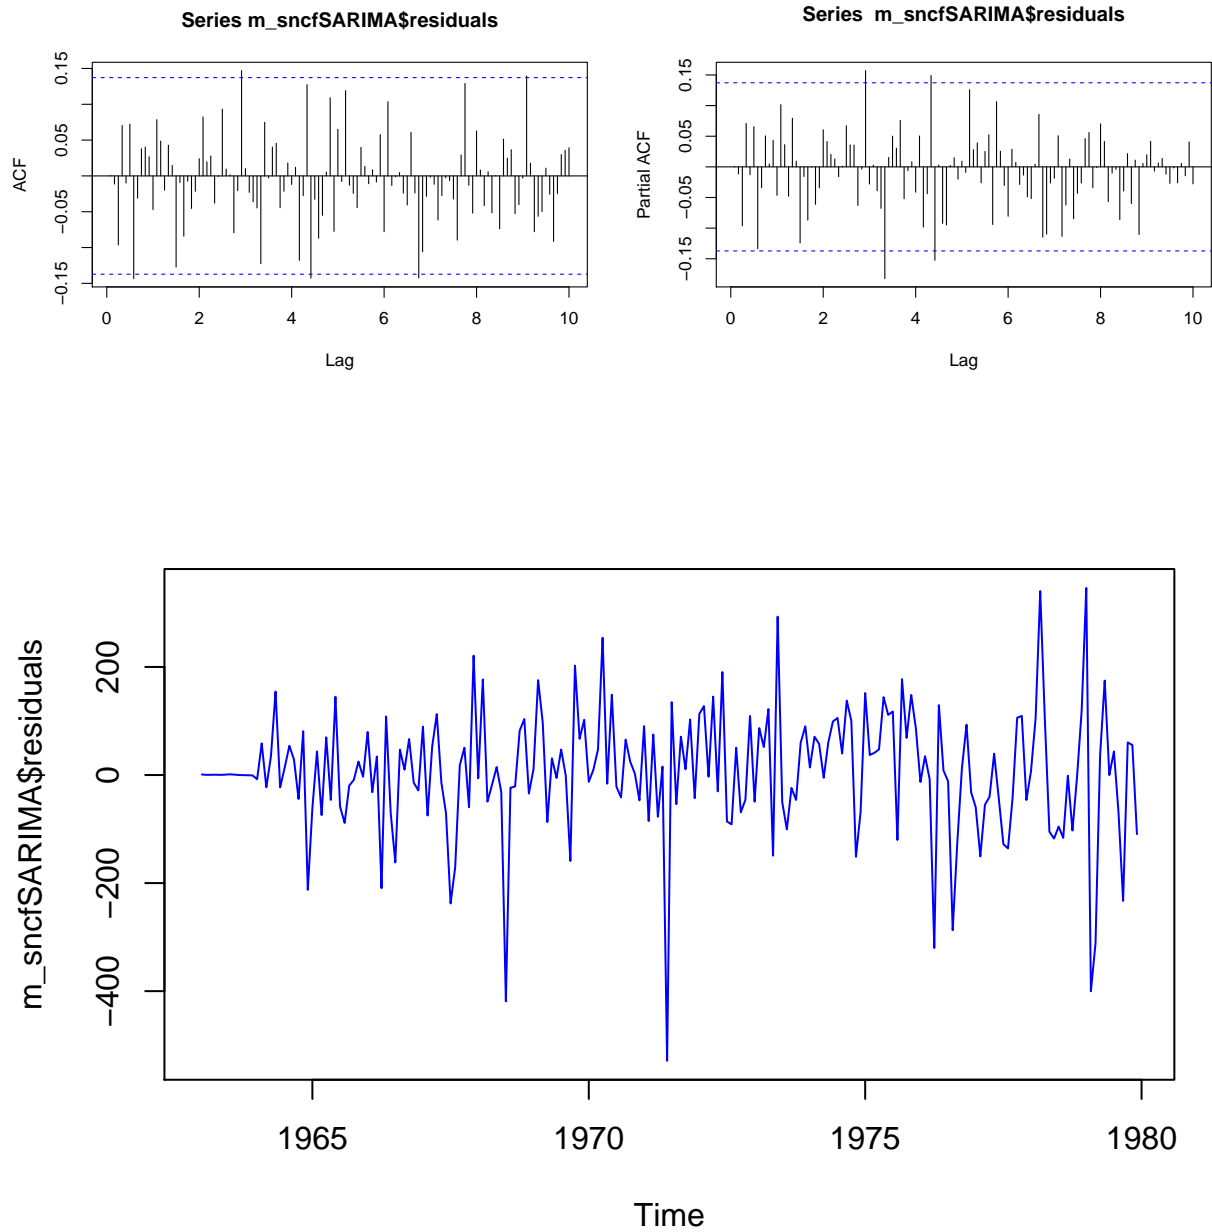 Series m_sncfSARIMA$residuals
ACF
0.15
0.05
−0.05
−0.15
0 2 4 6 8 10
Lag
Series m_sncfSARIMA$residuals
Partial ACF
0.15
0.05
−0.05
−0.15
0 2 4 6 8 10
Lag
m_sncfSARIMA$residuals
200
0
−200
−400
1965 1970 1975 1980
Time